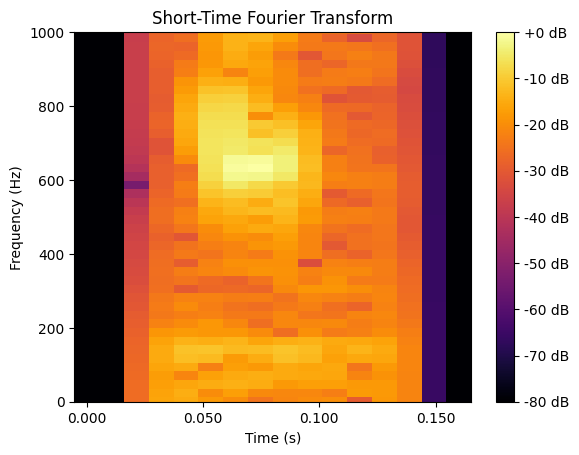 Short-Time Fourier Transform
Frequency (Hz)
1000
800
600
400
200
0
0.000
0.050
0.100
0.150
Time (s)
+0 dB
-10 dB
-20 dB
-30 dB
-40 dB
-50 dB
-60 dB
-70 dB
-80 dB